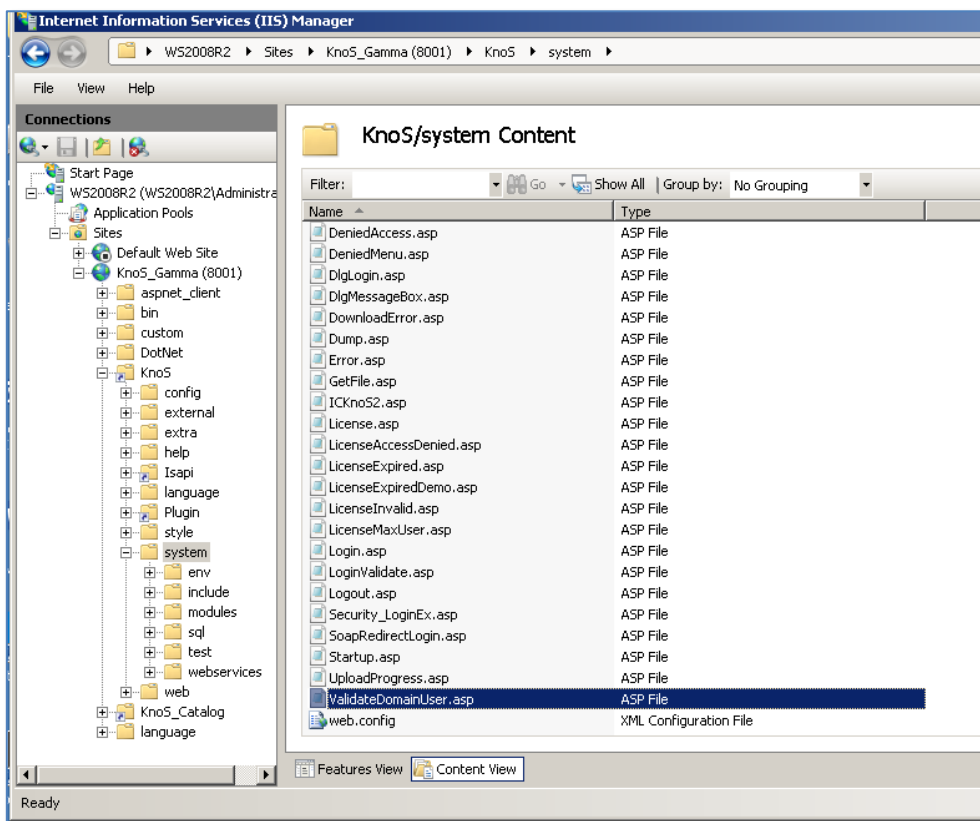 Internet Information Services (IIS) Manager
WS2008R2 Sites KnoS_Gamma (8001) KnoS system
File View Help
Connections
Start Page
WS2008R2 (WS2008R2\Administra
Application Pools
Sites
Default Web Site
KnoS_Gamma (8001)
aspnet_client
bin
custom
DotNet
KnoS
config
external
extra
help
Isapi
language
Plugin
style
system
env
include
modules
sql
test
webservices
web
KnoS_Catalog
language
KnoS/system Content
Filter: Go Show All Group by: No Grouping
Name Type
DeniedAccess.asp ASP File
DeniedMenu.asp ASP File
DlgLogin.asp ASP File
DlgMessageBox.asp ASP File
DownloadError.asp ASP File
Dump.asp ASP File
Error.asp ASP File
GetFile.asp ASP File
ICKnoS2.asp ASP File
License.asp ASP File
LicenseAccessDenied.asp ASP File
LicenseExpired.asp ASP File
LicenseExpiredDemo.asp ASP File
LicenseInvalid.asp ASP File
LicenseMaxUser.asp ASP File
Login.asp ASP File
LoginValidate.asp ASP File
Logout.asp ASP File
Security_LoginEx.asp ASP File
SoapRedirectLogin.asp ASP File
Startup.asp ASP File
UploadProgress.asp ASP File
ValidateDomainUser.asp ASP File
web.config XML Configuration File
Features View Content View
Ready